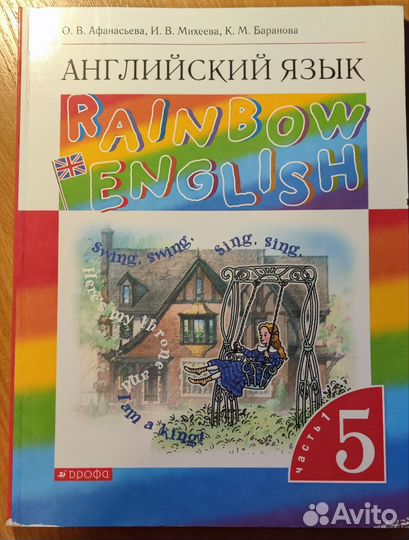 О. В. Афанасьева, И. В. Михеева, К. М. Баранова
АНГЛИЙСКИЙ ЯЗЫК
RAINBOW
ENGLISH
Swing, swing,
sing, sing,
Here's my throne
and
I am a king!
часть 1
5
дрофа
Avito